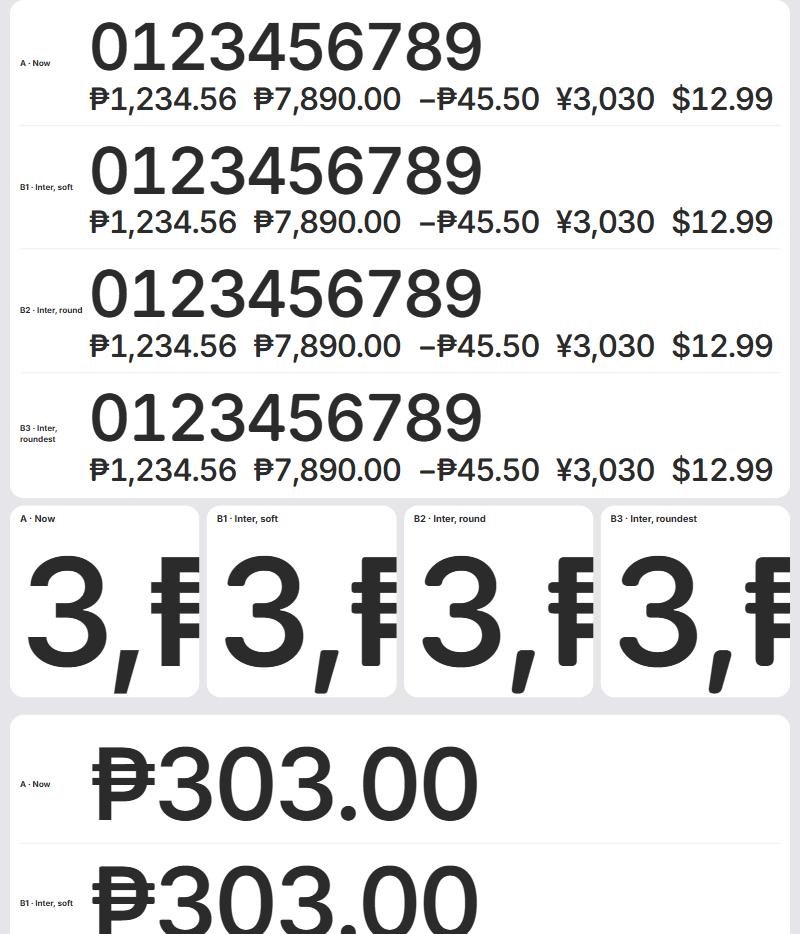 0123456789
A · Now
₱1,234.56 ₱7,890.00 –₱45.50 ¥3,030 $12.99
0123456789
B1 · Inter, soft
₱1,234.56 ₱7,890.00 –₱45.50 ¥3,030 $12.99
0123456789
B2 · Inter, round
₱1,234.56 ₱7,890.00 –₱45.50 ¥3,030 $12.99
0123456789
B3 · Inter,
roundest
₱1,234.56 ₱7,890.00 –₱45.50 ¥3,030 $12.99
A · Now
3,₱
B1 · Inter, soft
3,₱
B2 · Inter, round
3,₱
B3 · Inter, roundest
3,₱
A · Now
₱303.00
B1 · Inter, soft
₱303.00